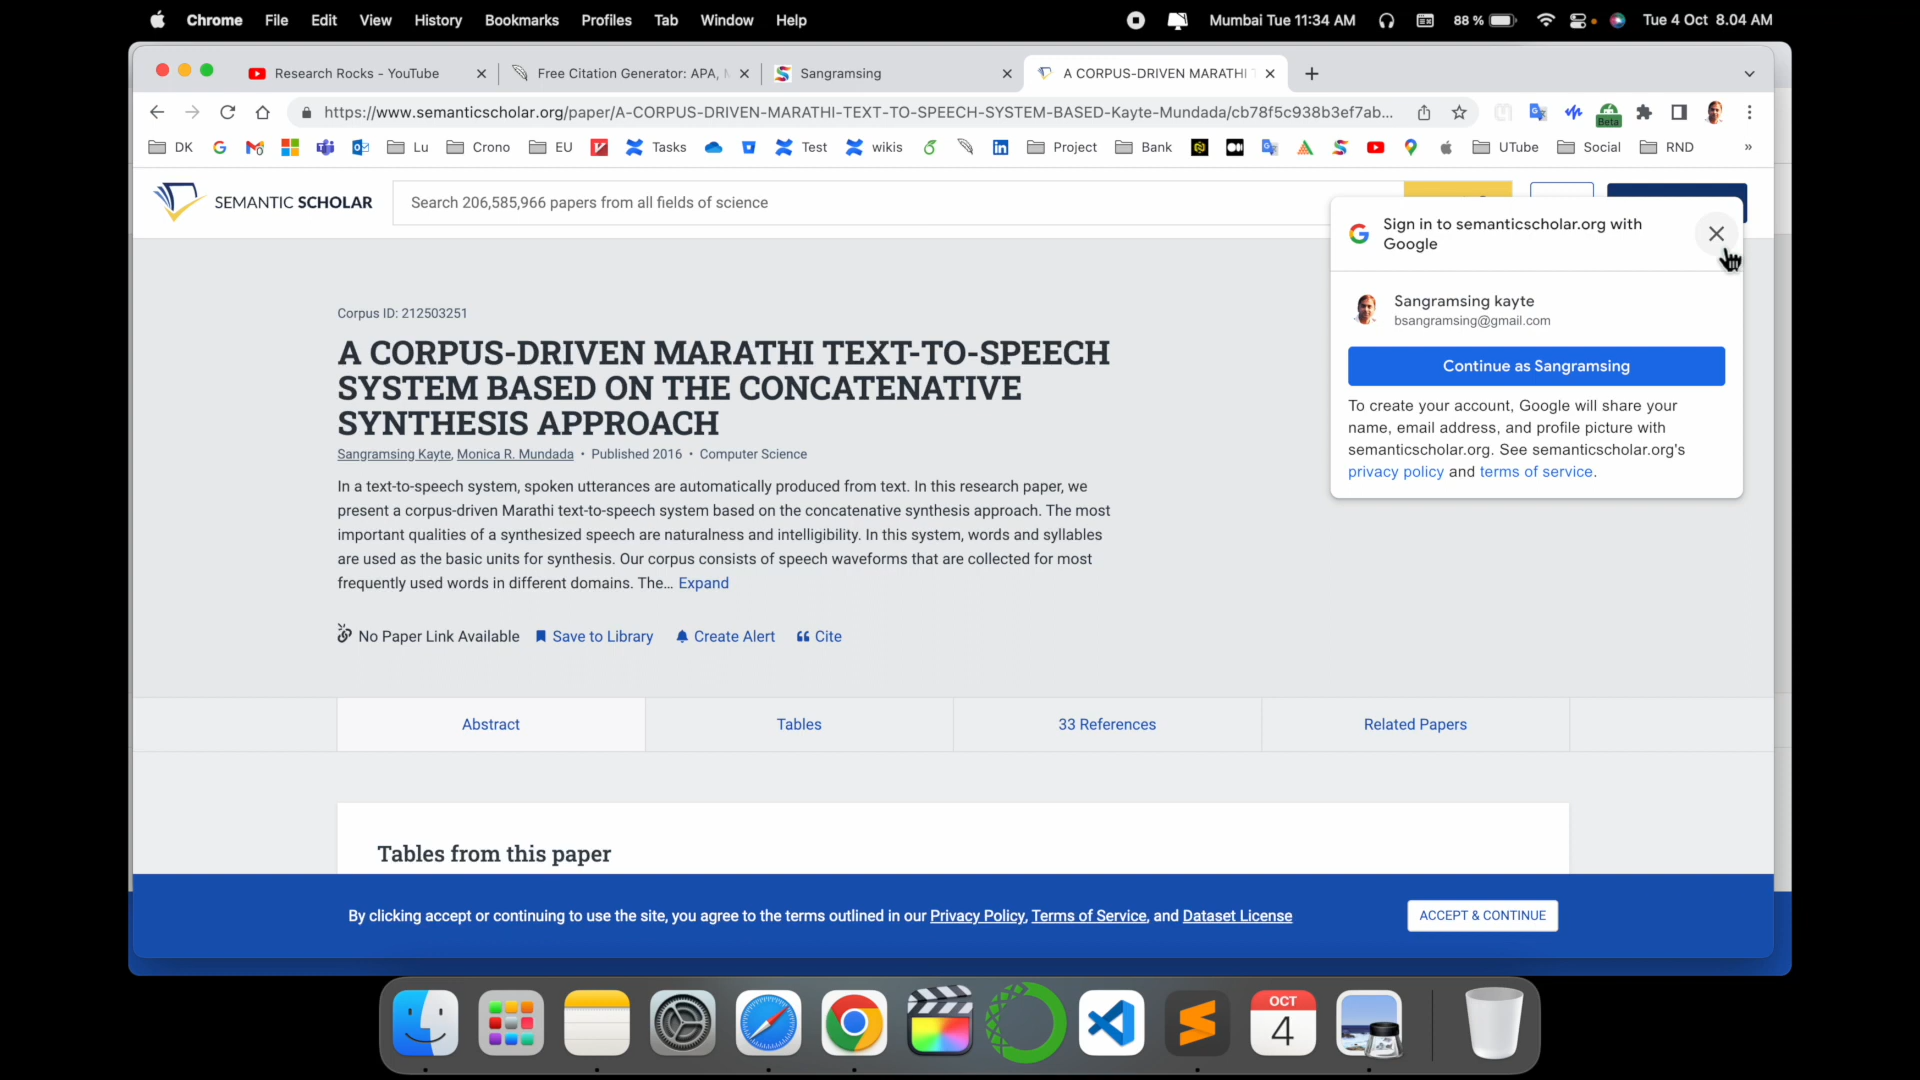 Chrome File Edit View History Bookmarks Profiles Tab Window Help
Mumbai Tue 11:34 AM 88 % Tue 4 Oct 8.04 AM
Research Rocks - YouTube
Free Citation Generator: APA,
Sangramsing
A CORPUS-DRIVEN MARATHI
https://www.semanticscholar.org/paper/A-CORPUS-DRIVEN-MARATHI-TEXT-TO-SPEECH-SYSTEM-BASED-Kayte-Mundada/cb78f5c938b3ef7ab...
Beta
DK Lu Crono EU Tasks Test wikis Project Bank UTube Social RND »
SEMANTIC SCHOLAR
Search 206,585,966 papers from all fields of science
Sign in to semanticscholar.org with
Google
Sangramsing kayte
bsangramsing@gmail.com
Continue as Sangramsing
To create your account, Google will share your
name, email address, and profile picture with
semanticscholar.org. See semanticscholar.org's
privacy policy and terms of service.
Corpus ID: 212503251
A CORPUS-DRIVEN MARATHI TEXT-TO-SPEECH
SYSTEM BASED ON THE CONCATENATIVE
SYNTHESIS APPROACH
Sangramsing Kayte, Monica R. Mundada • Published 2016 • Computer Science
In a text-to-speech system, spoken utterances are automatically produced from text. In this research paper, we
present a corpus-driven Marathi text-to-speech system based on the concatenative synthesis approach. The most
important qualities of a synthesized speech are naturalness and intelligibility. In this system, words and syllables
are used as the basic units for synthesis. Our corpus consists of speech waveforms that are collected for most
frequently used words in different domains. The... Expand
No Paper Link Available Save to Library Create Alert Cite
Abstract Tables 33 References Related Papers
Tables from this paper
By clicking accept or continuing to use the site, you agree to the terms outlined in our Privacy Policy, Terms of Service, and Dataset License
ACCEPT & CONTINUE
OCT
4